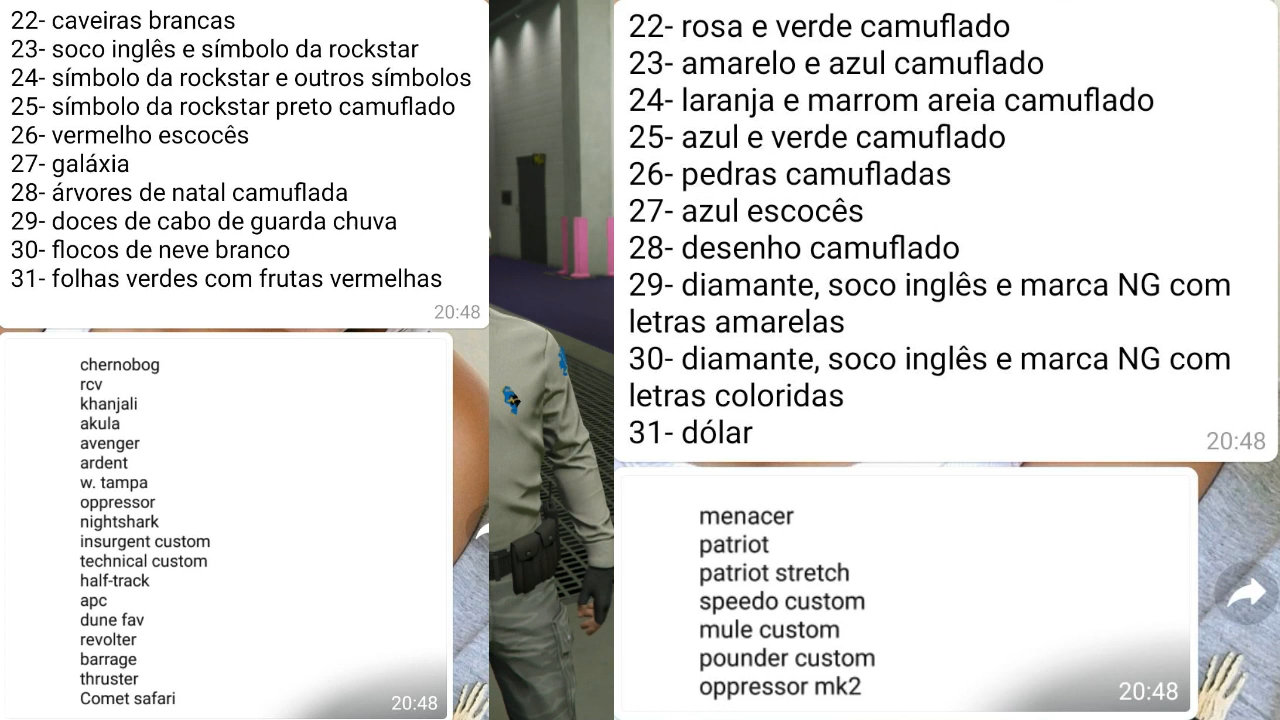 22- caveiras brancas
23- soco inglês e símbolo da rockstar
24- símbolo da rockstar e outros símbolos
25- símbolo da rockstar preto camuflado
26- vermelho escocês
27- galáxia
28- árvores de natal camuflada
29- doces de cabo de guarda chuva
30- flocos de neve branco
31- folhas verdes com frutas vermelhas
20:48
chernobog
rcv
khanjali
akula
avenger
ardent
w. tampa
oppressor
nightshark
insurgent custom
technical custom
half-track
apc
dune fav
revolter
barrage
thruster
Comet safari
20:48
22- rosa e verde camuflado
23- amarelo e azul camuflado
24- laranja e marrom areia camuflado
25- azul e verde camuflado
26- pedras camufladas
27- azul escocês
28- desenho camuflado
29- diamante, soco inglês e marca NG com
letras amarelas
30- diamante, soco inglês e marca NG com
letras coloridas
31- dólar
20:48
menacer
patriot
patriot stretch
speedo custom
mule custom
pounder custom
oppressor mk2
20:48